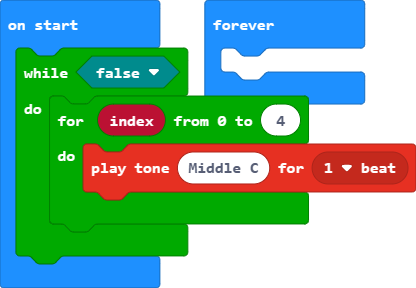 on start
forever
while false
do
for index from 0 to 4
do
play tone Middle C for 1 beat